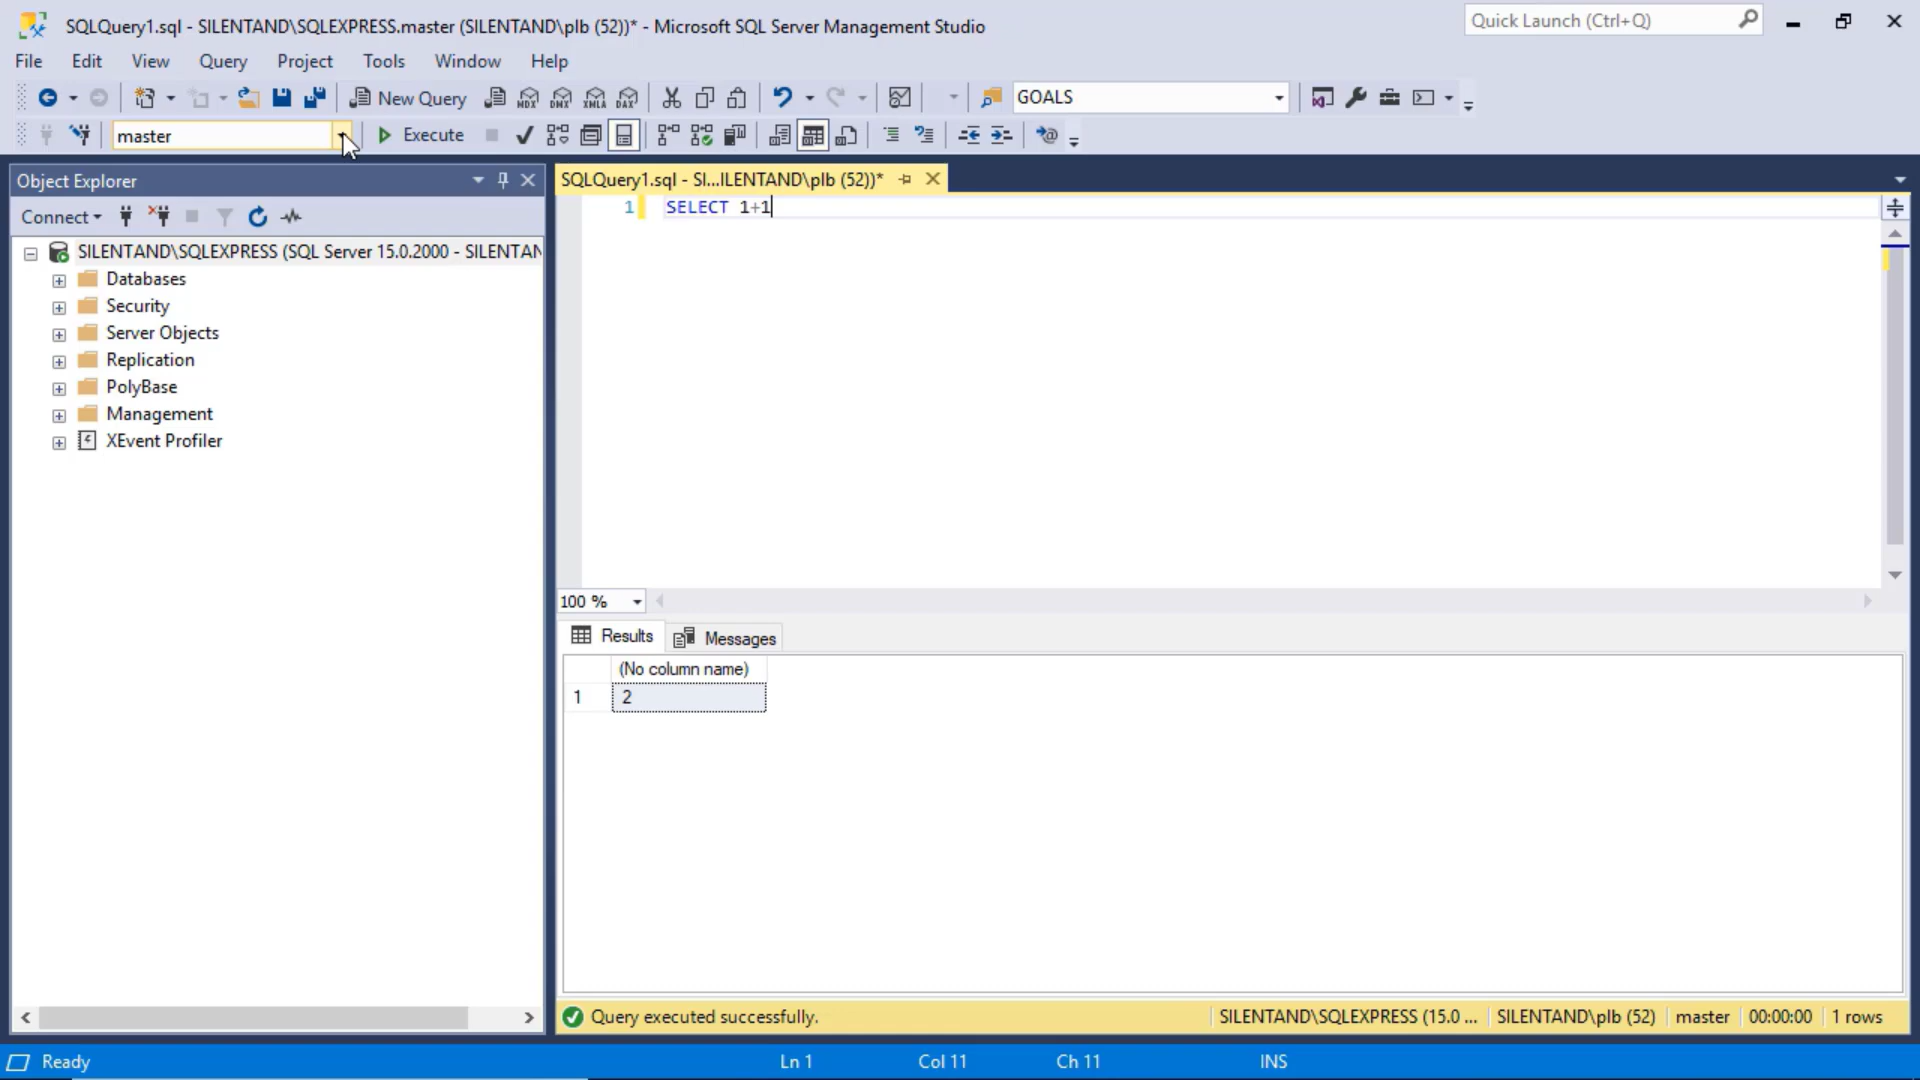 SQLQuery1.sql - SILENTAND\SQLEXPRESS.master (SILENTAND\plb (52))* - Microsoft SQL Server Management Studio
Quick Launch (Ctrl+Q)
File Edit View Query Project Tools Window Help
New Query MDX DMX XMLA DAX GOALS
master Execute
Object Explorer
SQLQuery1.sql - SI...ILENTAND\plb (52))*
Connect
1 SELECT 1+1
SILENTAND\SQLEXPRESS (SQL Server 15.0.2000 - SILENTAN
Databases
Security
Server Objects
Replication
PolyBase
Management
XEvent Profiler
100 %
Results Messages
(No column name)
1 2
Query executed successfully. SILENTAND\SQLEXPRESS (15.0 ... SILENTAND\plb (52) master 00:00:00 1 rows
Ready Ln 1 Col 11 Ch 11 INS